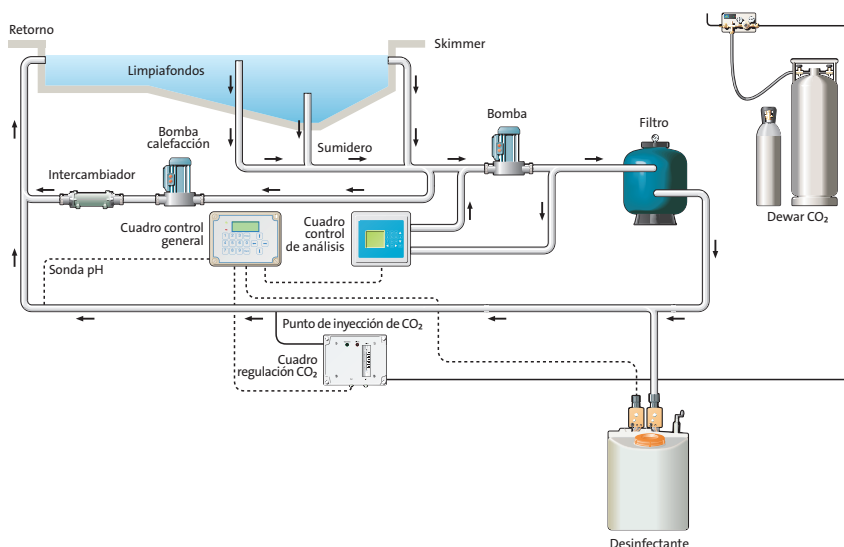 Retorno
Skimmer
Limpiafondos
Bomba
Filtro
Sumidero
Bomba
calefacción
Intercambiador
Dewar CO₂
Cuadro control
general
Cuadro
control
de análisis
Sonda pH
Punto de inyección de CO₂
Cuadro
regulación CO₂
Desinfectante